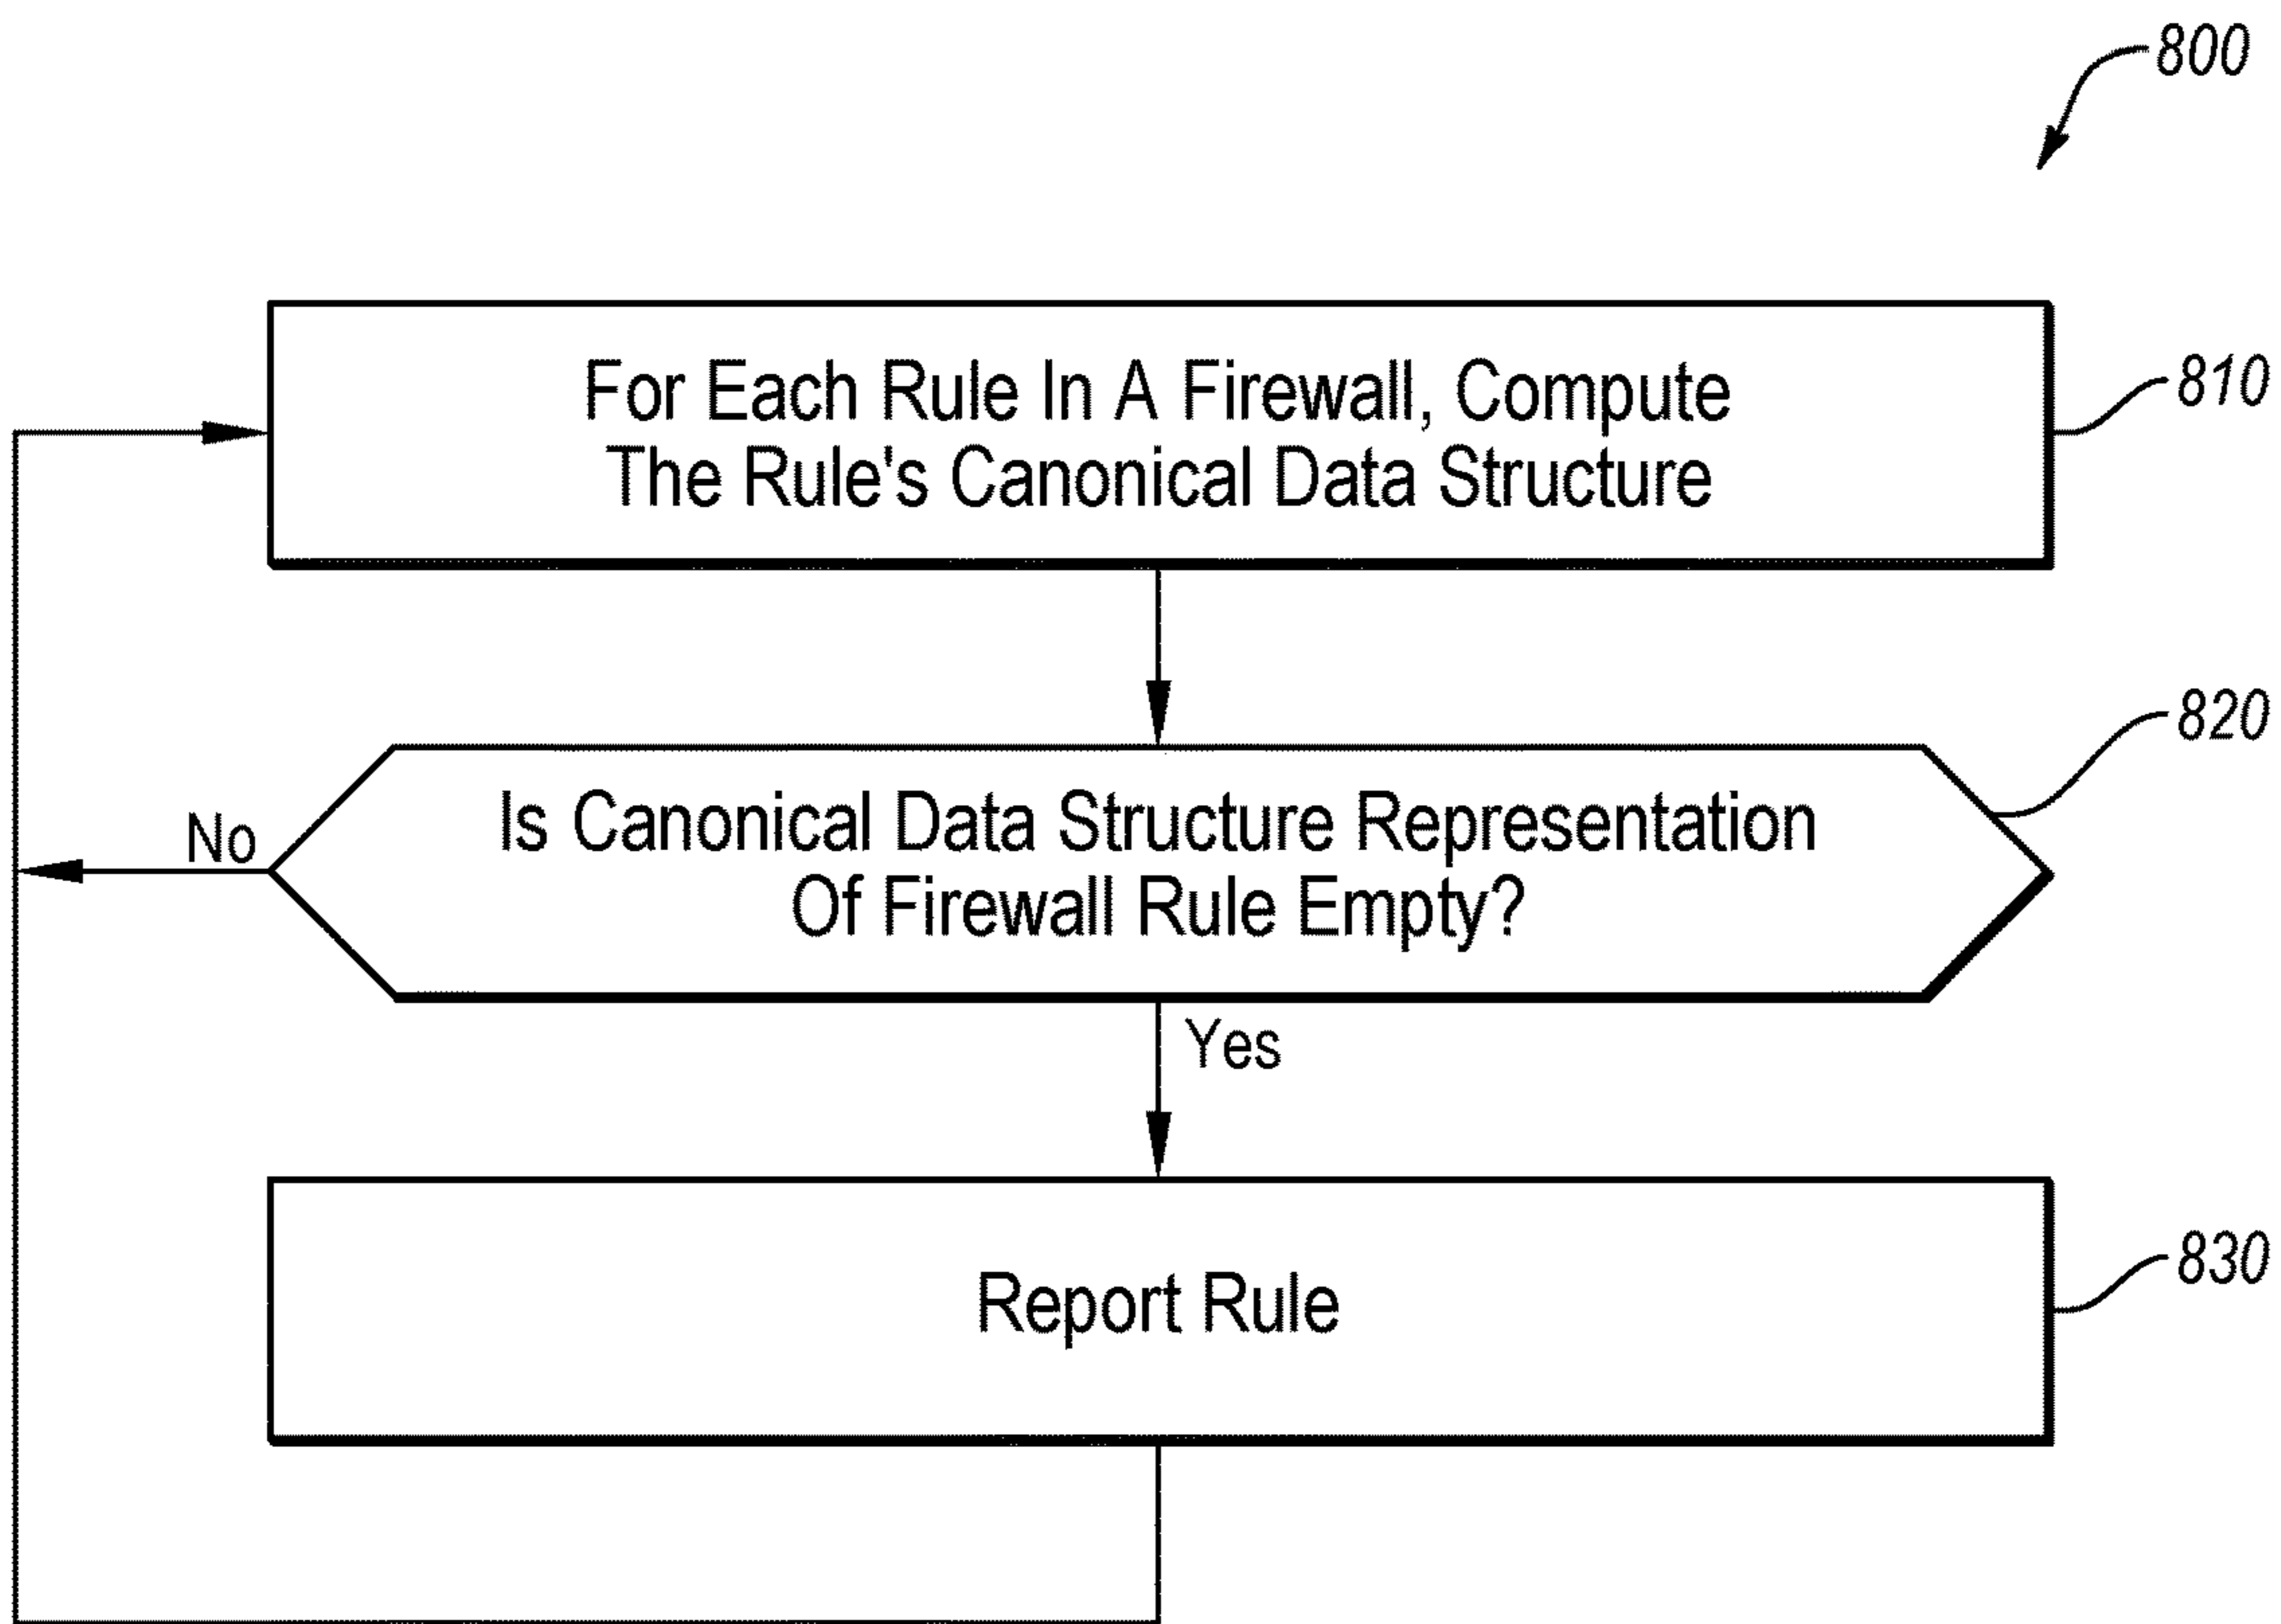 800
For Each Rule In A Firewall, Compute
The Rule's Canonical Data Structure
810
Is Canonical Data Structure Representation
Of Firewall Rule Empty?
820
No
Yes
Report Rule
830